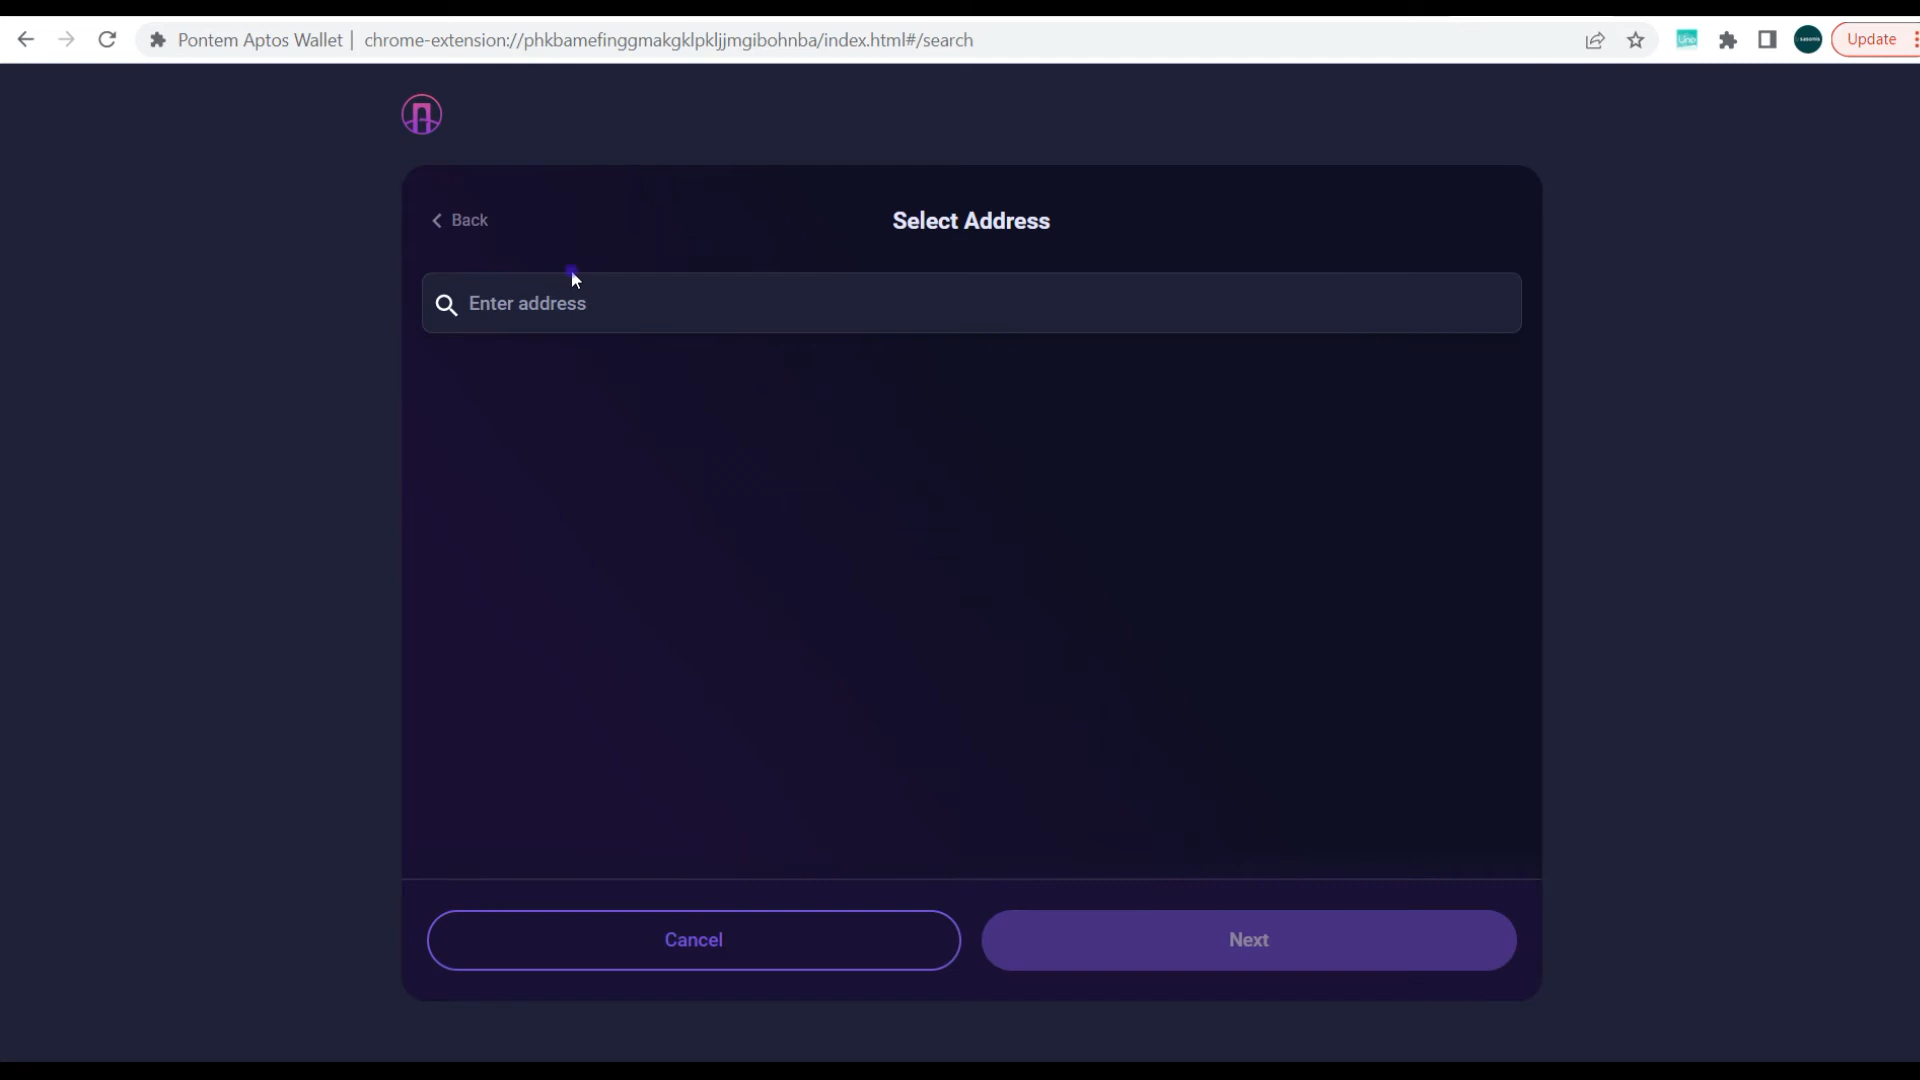 Pontem Aptos Wallet | chrome-extension://phkbamefinggmakgklpkljjmgibohnba/index.html#/search
Update
Back
Select Address
Enter address
Cancel
Next